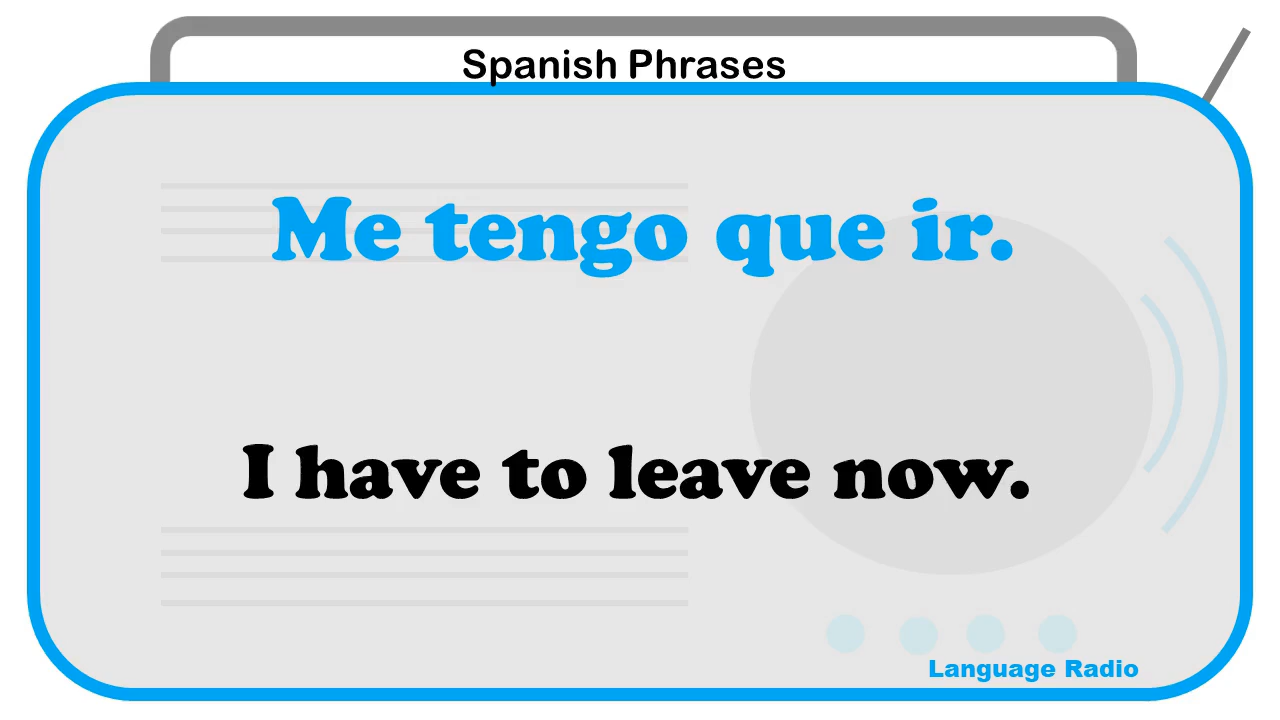 Spanish Phrases
Me tengo que ir.
I have to leave now.
Language Radio